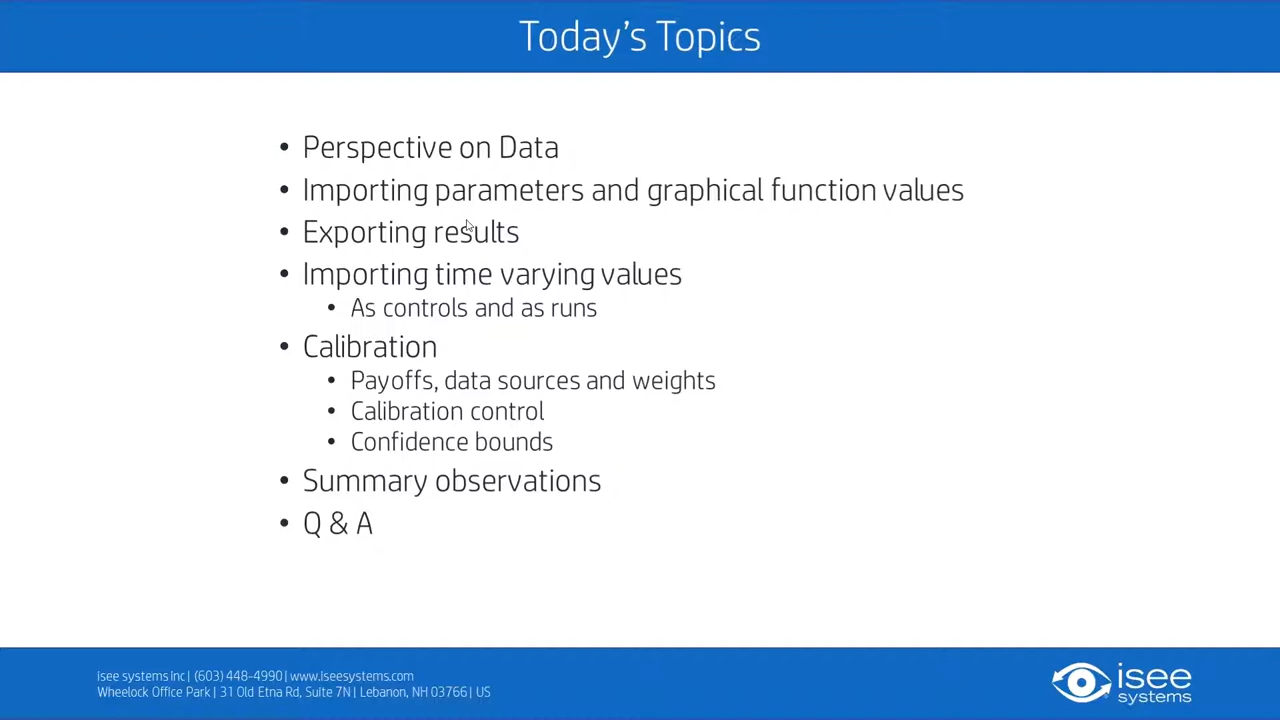 Today's Topics
• Perspective on Data
• Importing parameters and graphical function values
• Exporting results
• Importing time varying values
• As controls and as runs
• Calibration
• Payoffs, data sources and weights
• Calibration control
• Confidence bounds
• Summary observations
• Q & A
isee systems inc | (603) 448-4990 | www.iseesystems.com
Wheelock Office Park | 31 Old Etna Rd, Suite 7N | Lebanon, NH 03766 | US
isee
systems